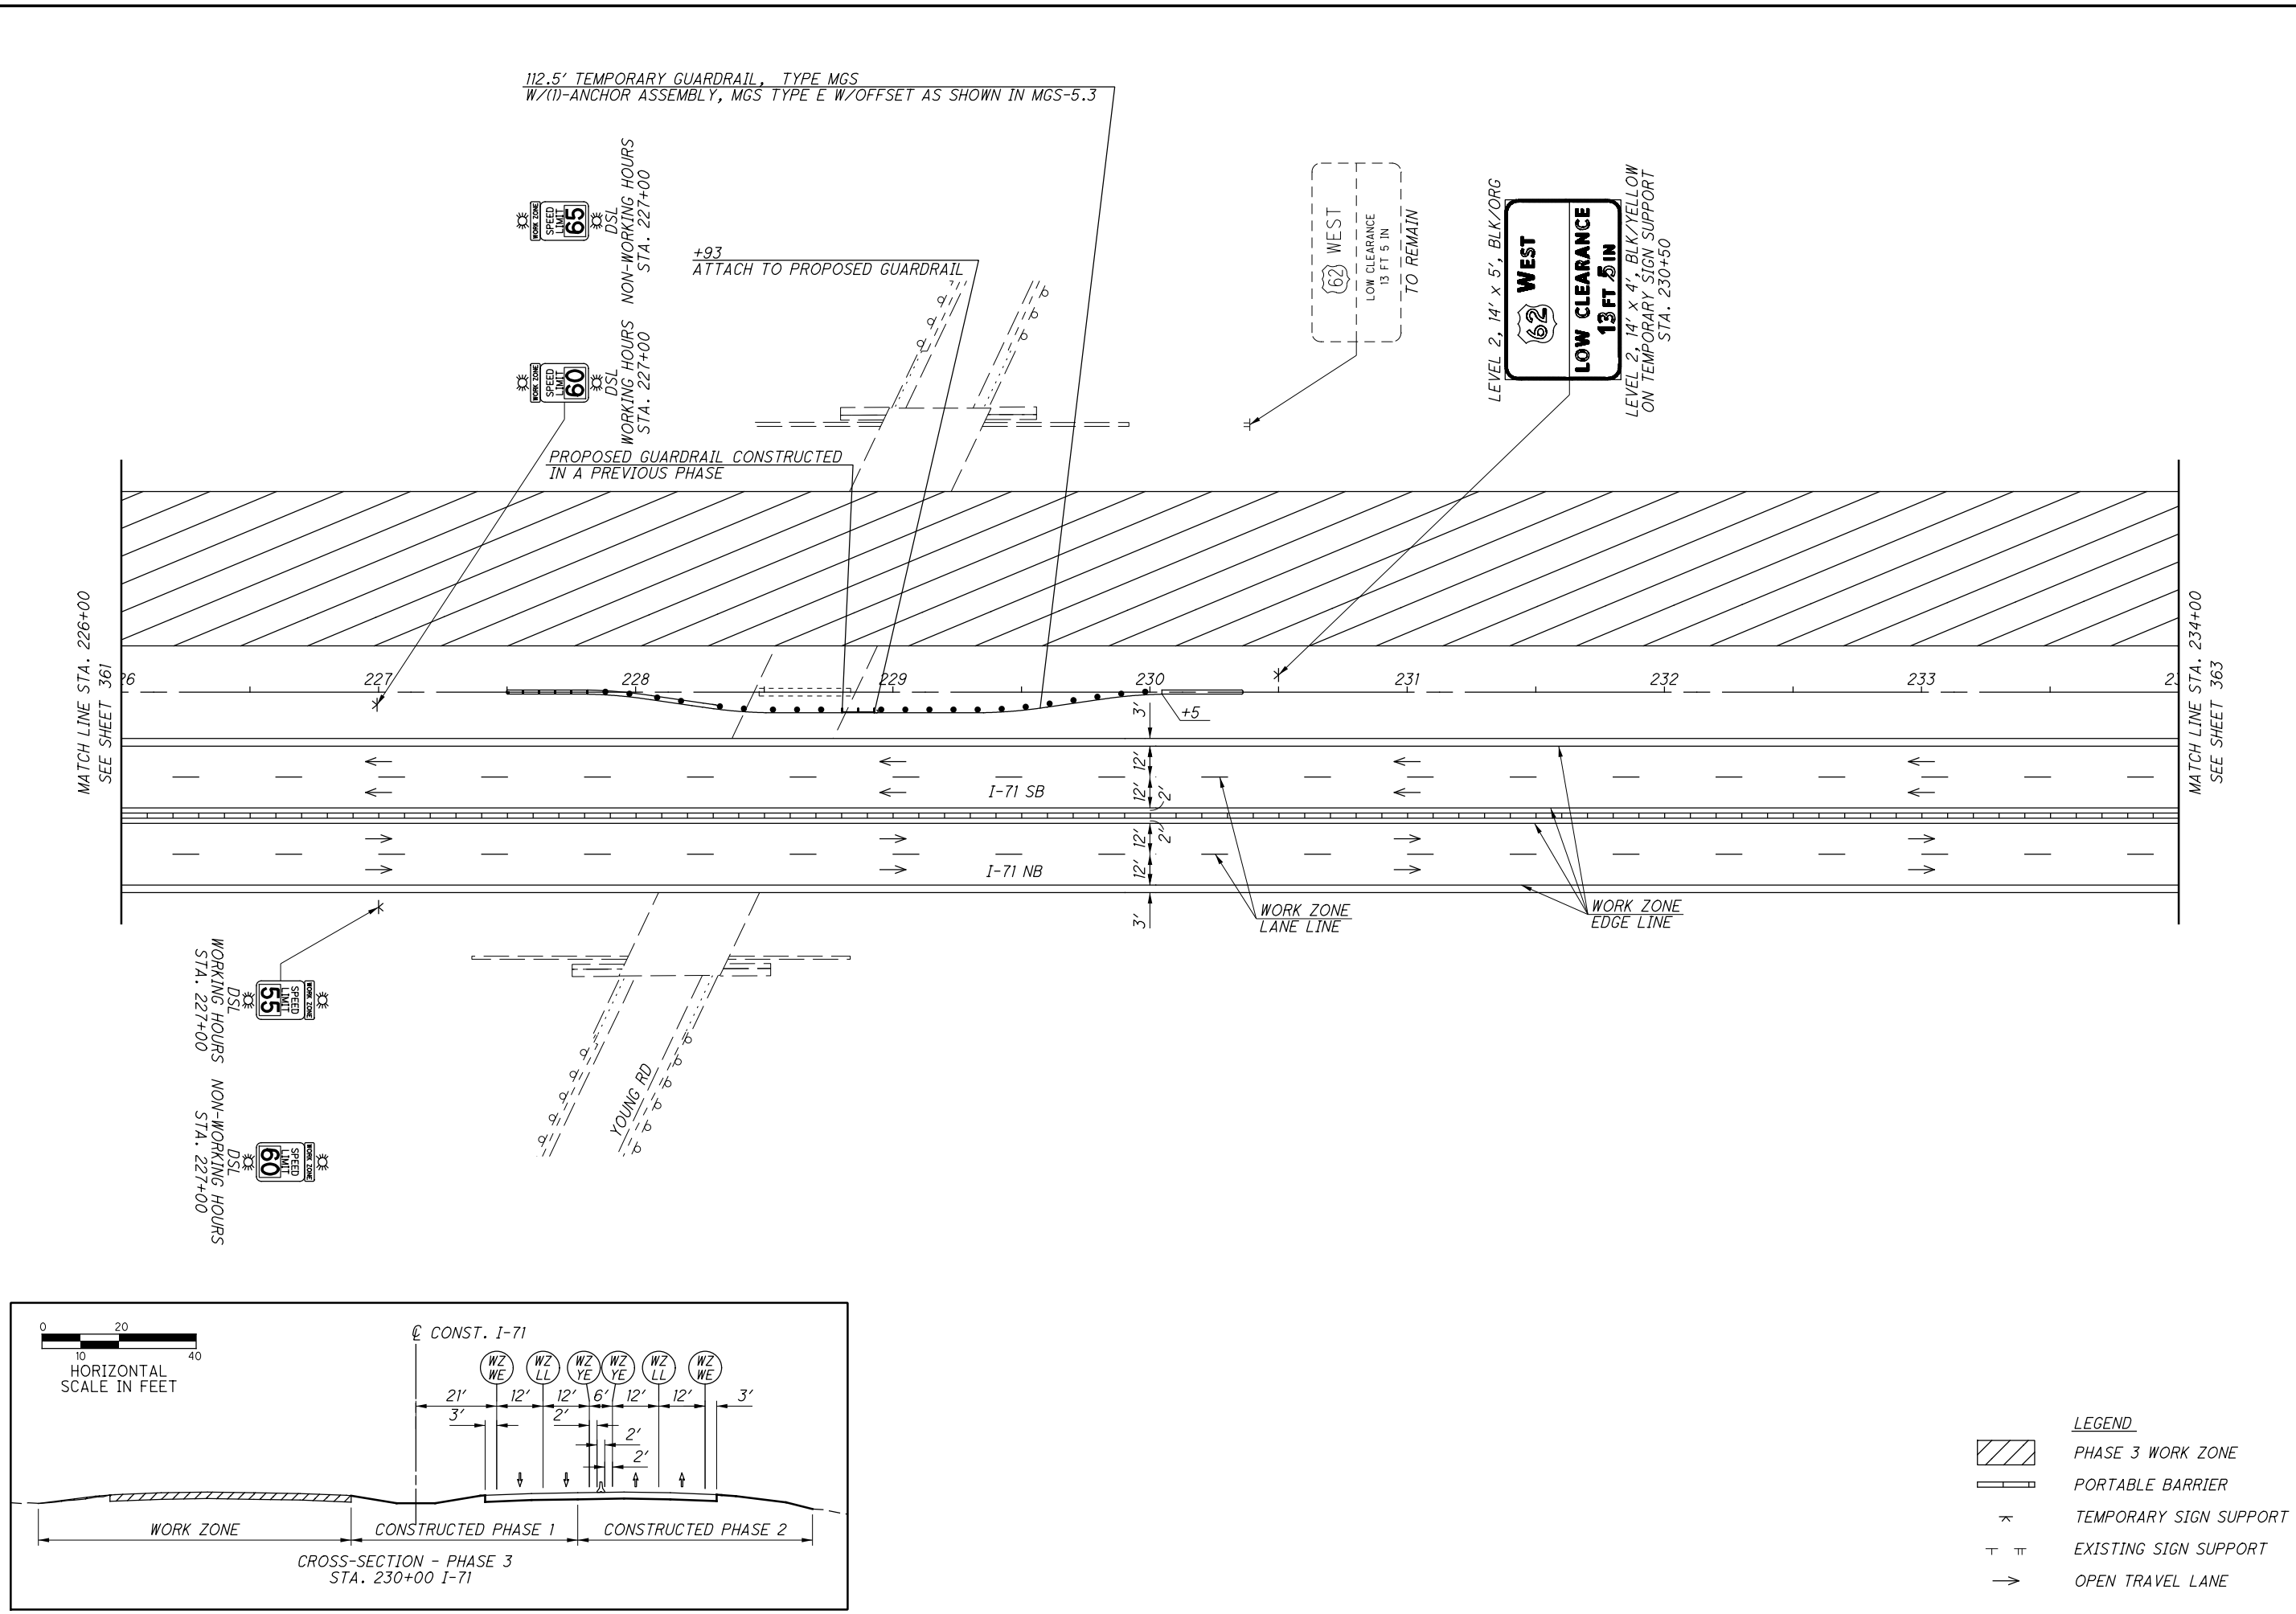 112.5' TEMPORARY GUARDRAIL, TYPE MGS
W/(1)-ANCHOR ASSEMBLY, MGS TYPE E W/OFFSET AS SHOWN IN MGS-5.3
WORK ZONE
SPEED
LIMIT
65
DSL
NON-WORKING HOURS
STA. 227+00
WORK ZONE
SPEED
LIMIT
60
DSL
WORKING HOURS
STA. 227+00
+93
ATTACH TO PROPOSED GUARDRAIL
PROPOSED GUARDRAIL CONSTRUCTED
IN A PREVIOUS PHASE
62 WEST
LOW CLEARANCE
13 FT 5 IN
TO REMAIN
LEVEL 2, 14' x 5', BLK/ORG
62 WEST
LOW CLEARANCE
13 FT 5 IN
LEVEL 2, 14' x 4', BLK/YELLOW
ON TEMPORARY SIGN SUPPORT
STA. 230+50
MATCH LINE STA. 226+00
SEE SHEET 361
26 227 228 229 230 231 232 233 23
MATCH LINE STA. 234+00
SEE SHEET 363
+5
3'
12'
12'
2'
I-71 SB
2'
12'
12'
I-71 NB
3'
WORK ZONE
LANE LINE
WORK ZONE
EDGE LINE
WORK ZONE
SPEED
LIMIT
55
DSL
WORKING HOURS
STA. 227+00
WORK ZONE
SPEED
LIMIT
60
DSL
NON-WORKING HOURS
STA. 227+00
YOUNG RD
0 20
10 40
HORIZONTAL
SCALE IN FEET
℄ CONST. I-71
WZ WZ WZ WZ WZ WZ
WE LL YE YE LL WE
21' 12' 12' 6' 12' 12' 3'
3' 2'
2'
2'
WORK ZONE CONSTRUCTED PHASE 1 CONSTRUCTED PHASE 2
CROSS-SECTION - PHASE 3
STA. 230+00 I-71
LEGEND
PHASE 3 WORK ZONE
PORTABLE BARRIER
TEMPORARY SIGN SUPPORT
EXISTING SIGN SUPPORT
OPEN TRAVEL LANE